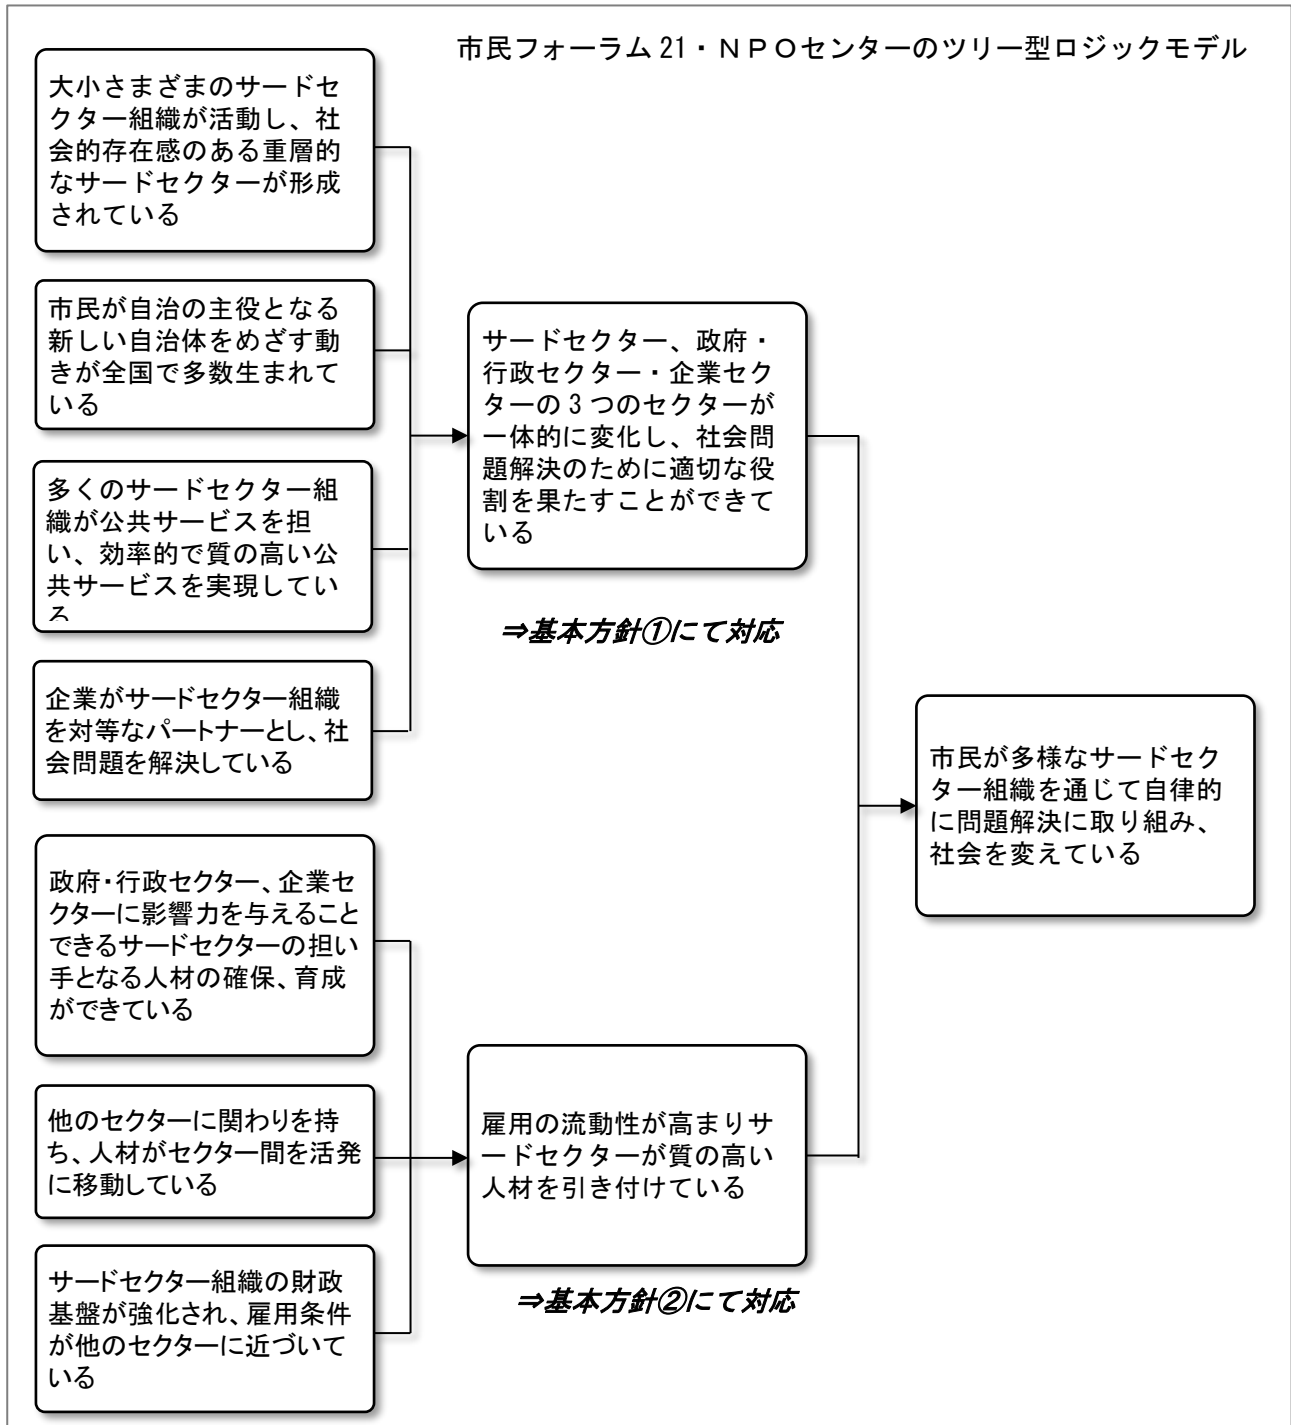 市民フォーラム21・ＮＰＯセンターのツリー型ロジックモデル
大小さまざまのサードセ
クター組織が活動し、社
会的存在感のある重層的
なサードセクターが形成
されている
市民が自治の主役となる
新しい自治体をめざす動
きが全国で多数生まれて
いる
多くのサードセクター組
織が公共サービスを担
い、効率的で質の高い公
共サービスを実現してい
る
企業がサードセクター組織
を対等なパートナーとし、社
会問題を解決している
サードセクター、政府・
行政セクター・企業セク
ターの3つのセクターが
一体的に変化し、社会問
題解決のために適切な役
割を果たすことができて
いる
⇒基本方針①にて対応
政府・行政セクター、企業セ
クターに影響力を与えること
できるサードセクターの担い
手となる人材の確保、育成
ができている
他のセクターに関わりを持
ち、人材がセクター間を活発
に移動している
サードセクター組織の財政
基盤が強化され、雇用条件
が他のセクターに近づいて
いる
雇用の流動性が高まりサ
ードセクターが質の高い
人材を引き付けている
⇒基本方針②にて対応
市民が多様なサードセク
ター組織を通じて自律的
に問題解決に取り組み、
社会を変えている